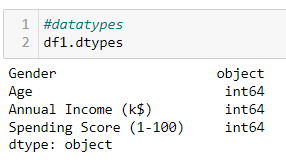 1 #datatypes
2 df1.dtypes
Gender object
Age int64
Annual Income (k$) int64
Spending Score (1-100) int64
dtype: object